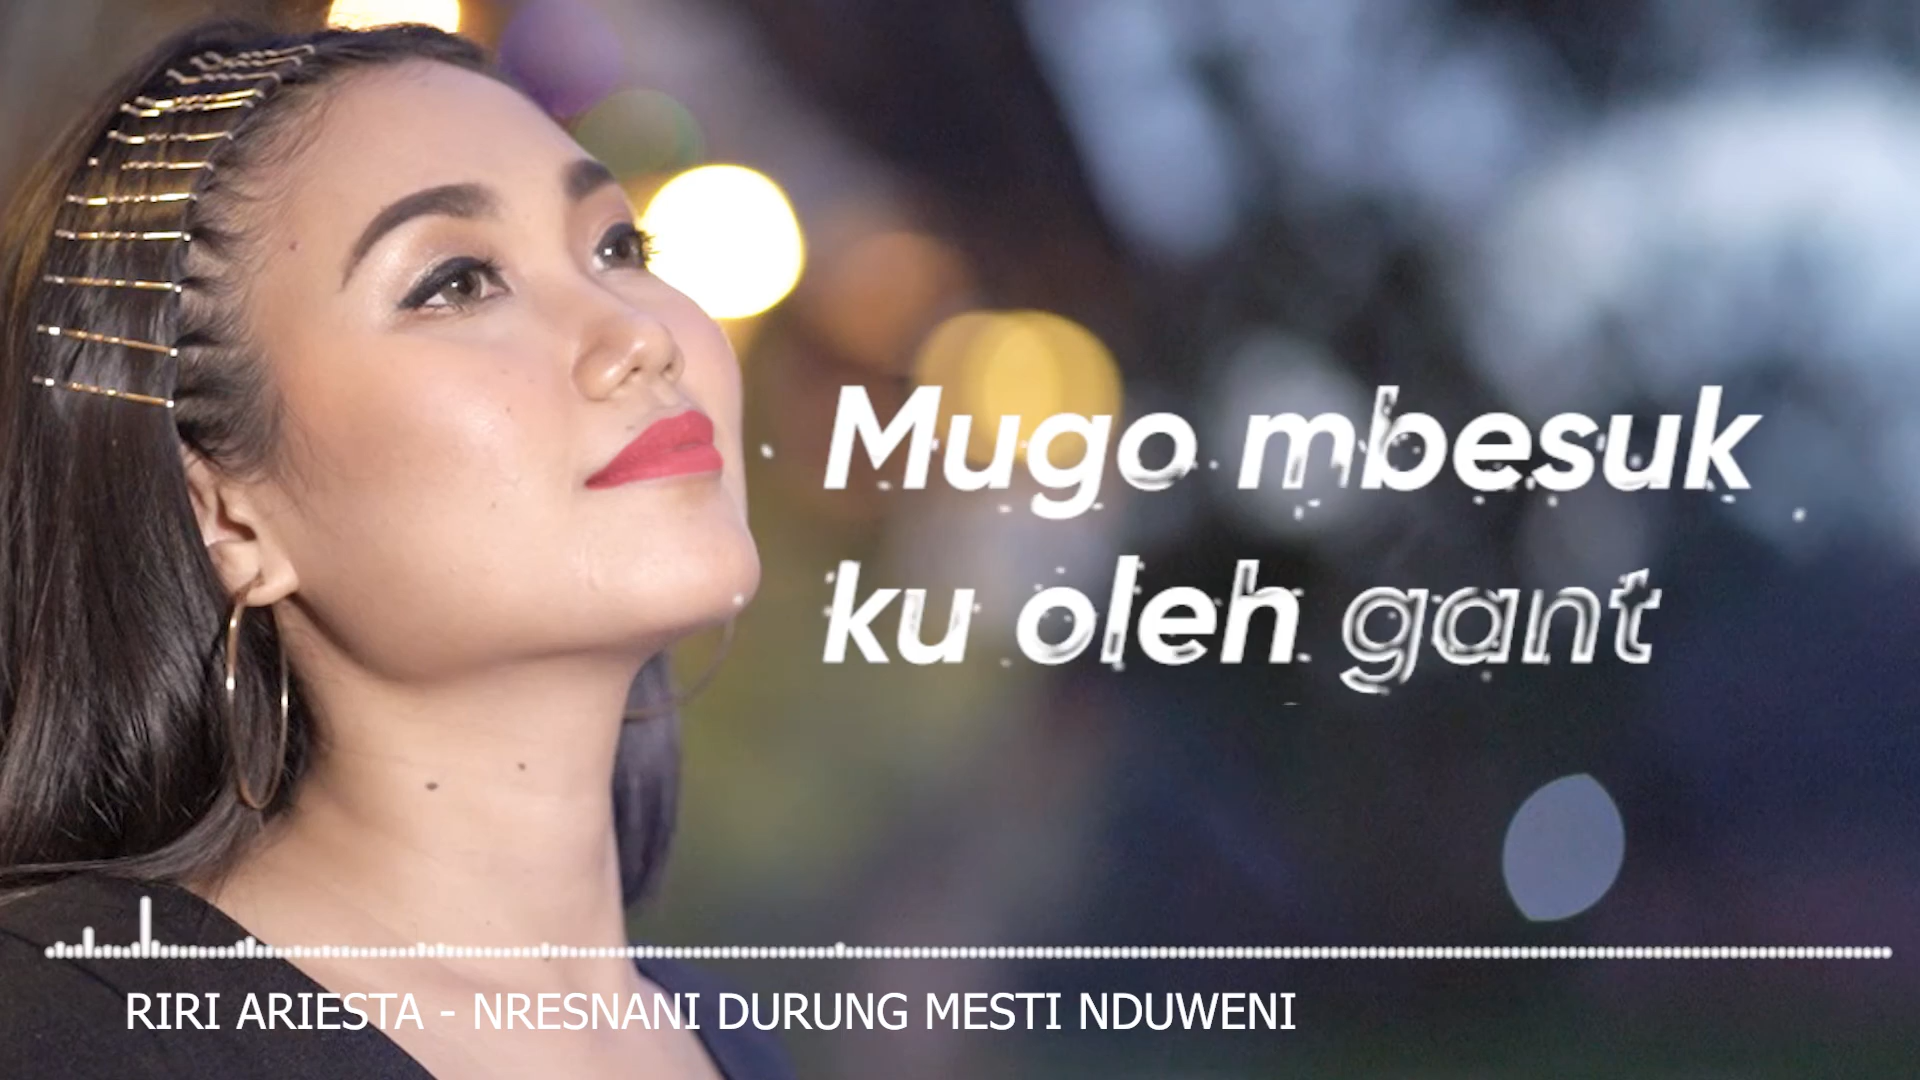 Mugo mbesuk
ku oleh gant
RIRI ARIESTA - NRESNANI DURUNG MESTI NDUWENI